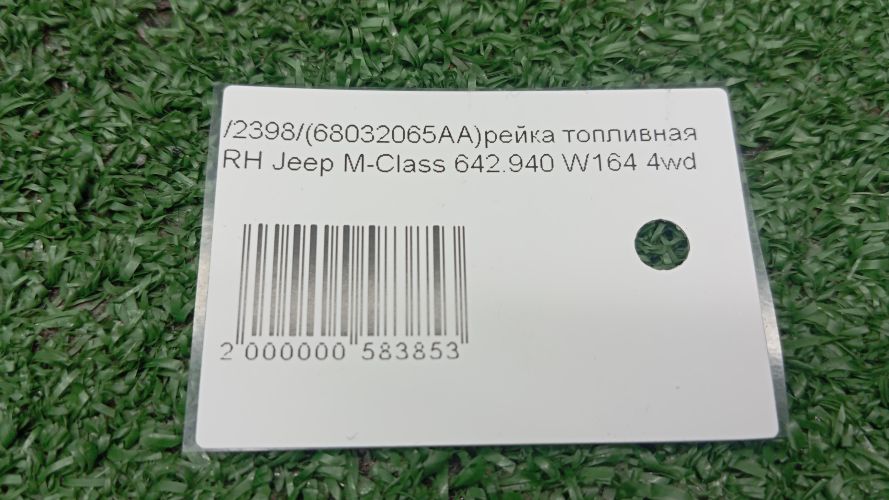 /2398/(68032065AA)рейка топливная
RH Jeep M-Class 642.940 W164 4wd
2 000000 583853